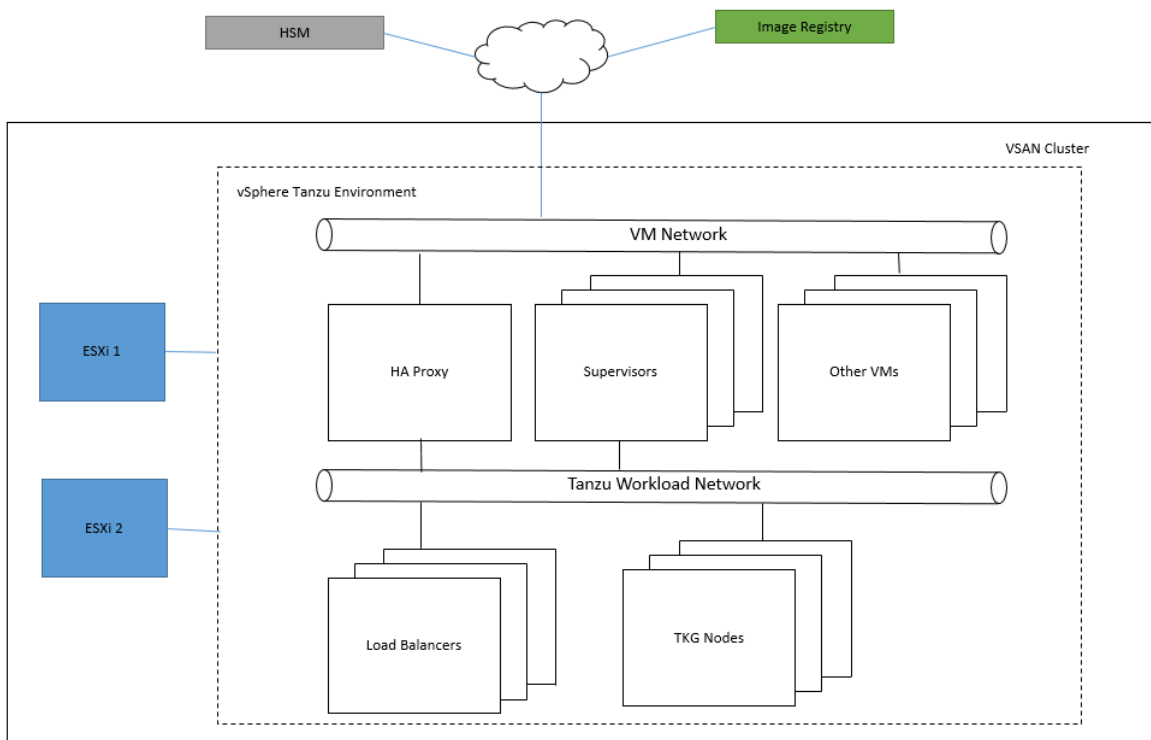 HSM
Image Registry
VSAN Cluster
vSphere Tanzu Environment
VM Network
ESXi 1
HA Proxy
Supervisors
Other VMs
Tanzu Workload Network
ESXi 2
Load Balancers
TKG Nodes